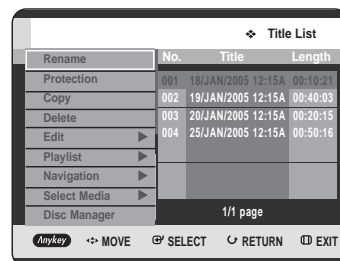 ❖ Title List
Rename
No. Title Length
Protection
001 18/JAN/2005 12:15A 00:10:21
Copy
002 19/JAN/2005 12:15A 00:40:03
Delete
003 20/JAN/2005 12:15A 00:20:15
Edit ▶
004 25/JAN/2005 12:15A 00:50:16
Playlist ▶
Navigation ▶
Select Media ▶
Disc Manager
1/1 page
Anykey MOVE SELECT RETURN EXIT